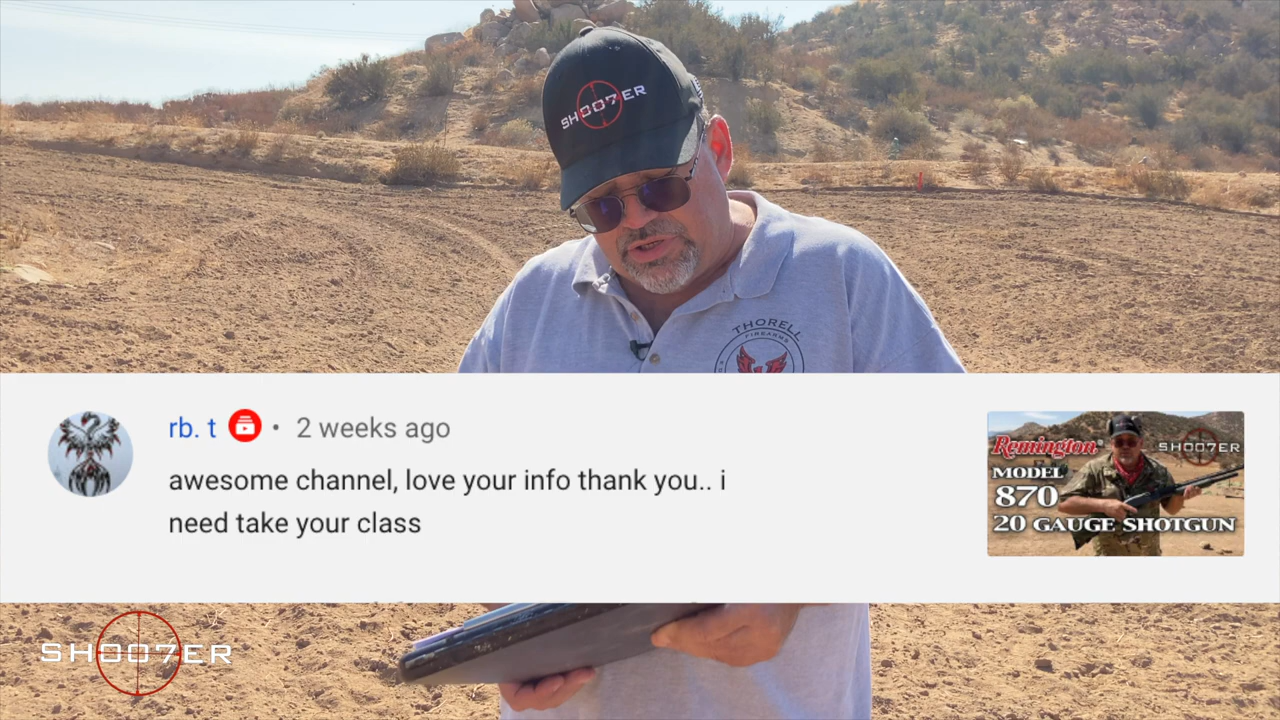 SHOO7ER
THORELL
FIREARMS
rb. t • 2 weeks ago
awesome channel, love your info thank you.. i
need take your class
Remington®
SHOO7ER
MODEL
870
20 GAUGE SHOTGUN
SHOO7ER